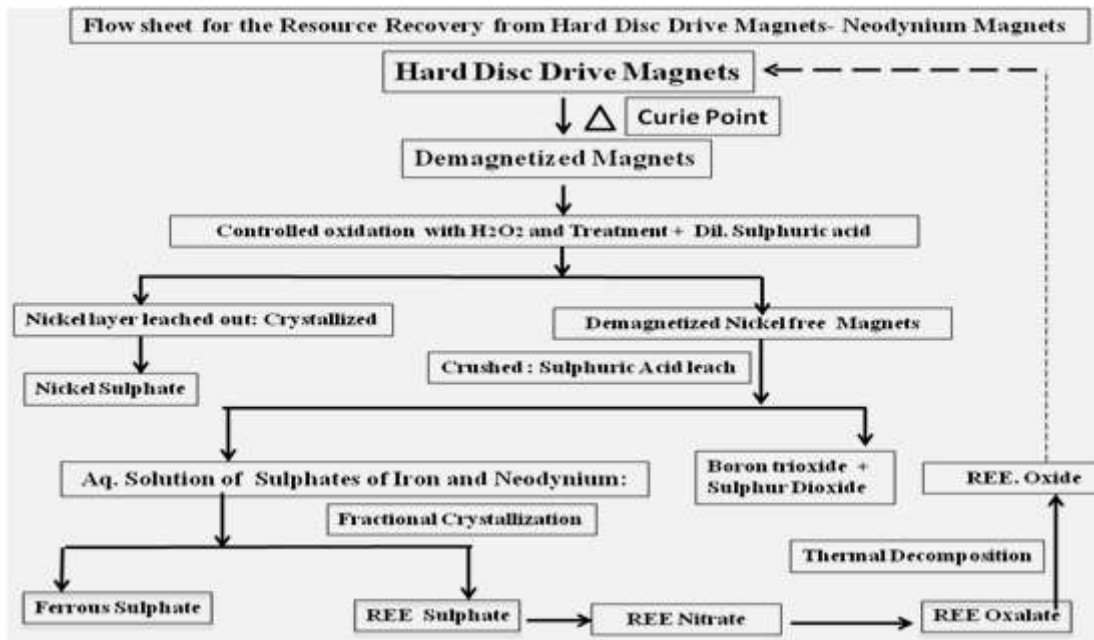 Flow sheet for the Resource Recovery from Hard Disc Drive Magnets- Neodynium Magnets
Hard Disc Drive Magnets
Curie Point
Demagnetized Magnets
Controlled oxidation with H2O2 and Treatment + Dil. Sulphuric acid
Nickel layer leached out: Crystallized
Demagnetized Nickel free Magnets
Crushed : Sulphuric Acid leach
Nickel Sulphate
Aq. Solution of Sulphates of Iron and Neodynium:
Boron trioxide +
Sulphur Dioxide
REE. Oxide
Fractional Crystallization
Thermal Decomposition
Ferrous Sulphate
REE Sulphate
REE Nitrate
REE Oxalate